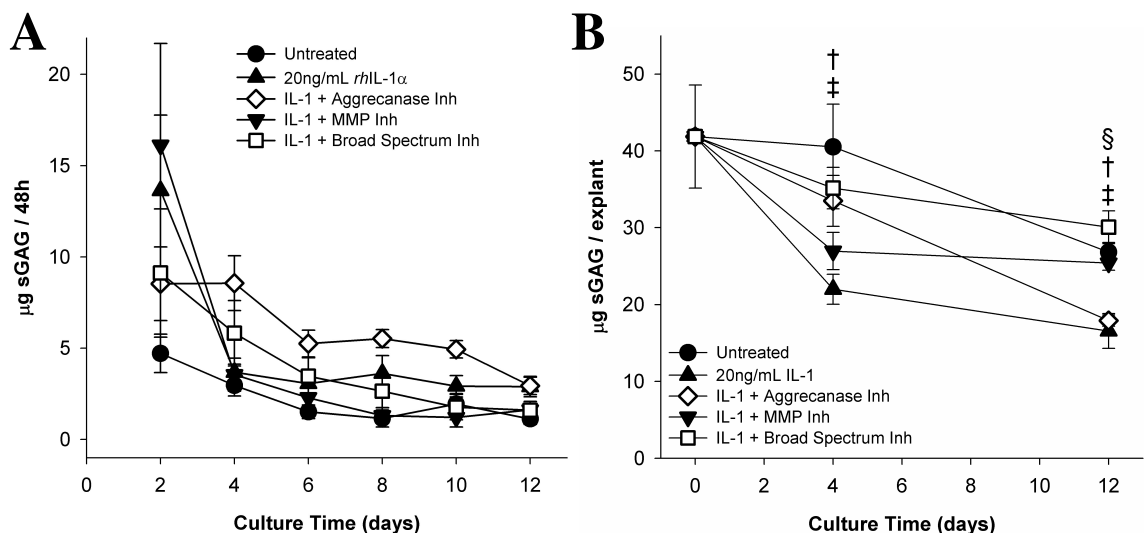 A
20
15
10
5
0
μg sGAG / 48h
0 2 4 6 8 10 12
Culture Time (days)
Untreated
20ng/mL rhIL-1α
IL-1 + Aggrecanase Inh
IL-1 + MMP Inh
IL-1 + Broad Spectrum Inh
B
50
40
30
20
10
0
μg sGAG / explant
†
‡
§
†
‡
Untreated
20ng/mL IL-1
IL-1 + Aggrecanase Inh
IL-1 + MMP Inh
IL-1 + Broad Spectrum Inh
0 2 4 6 8 10 12
Culture Time (days)